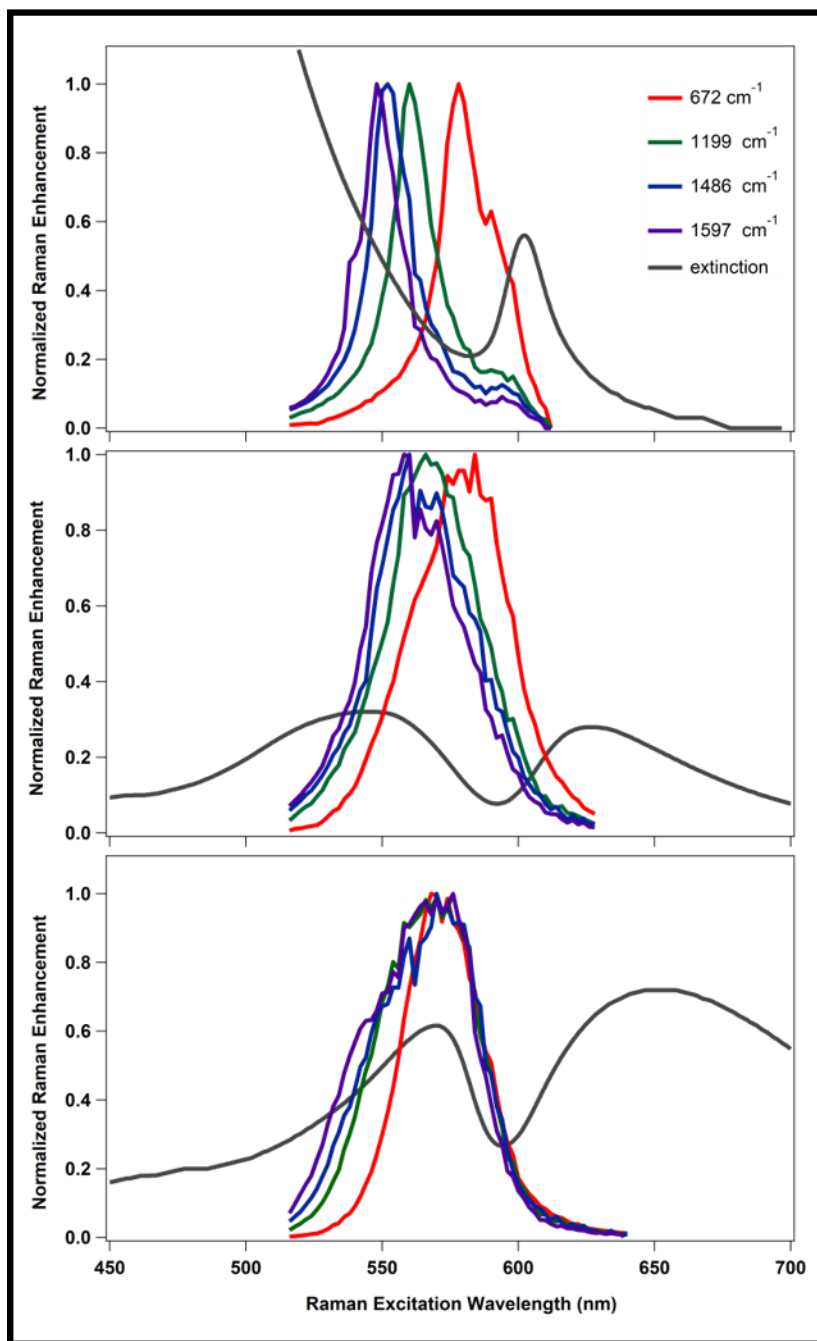 1.0
0.8
0.6
0.4
0.2
0.0
Normalized Raman Enhancement
672 cm⁻¹
1199 cm⁻¹
1486 cm⁻¹
1597 cm⁻¹
extinction
1.0
0.8
0.6
0.4
0.2
0.0
Normalized Raman Enhancement
1.0
0.8
0.6
0.4
0.2
0.0
Normalized Raman Enhancement
450 500 550 600 650 700
Raman Excitation Wavelength (nm)